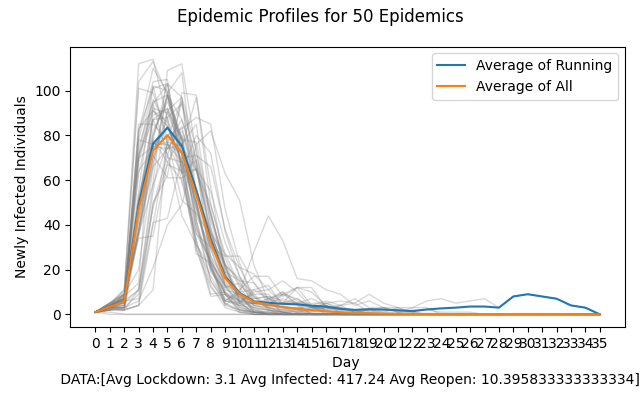 Epidemic Profiles for 50 Epidemics
Average of Running
Average of All
Newly Infected Individuals
100
80
60
40
20
0
0 1 2 3 4 5 6 7 8 9 10 11 12 13 14 15 16 17 18 19 20 21 22 23 24 25 26 27 28 29 30 31 32 33 34 35
Day
DATA:[Avg Lockdown: 3.1 Avg Infected: 417.24 Avg Reopen: 10.395833333333334]